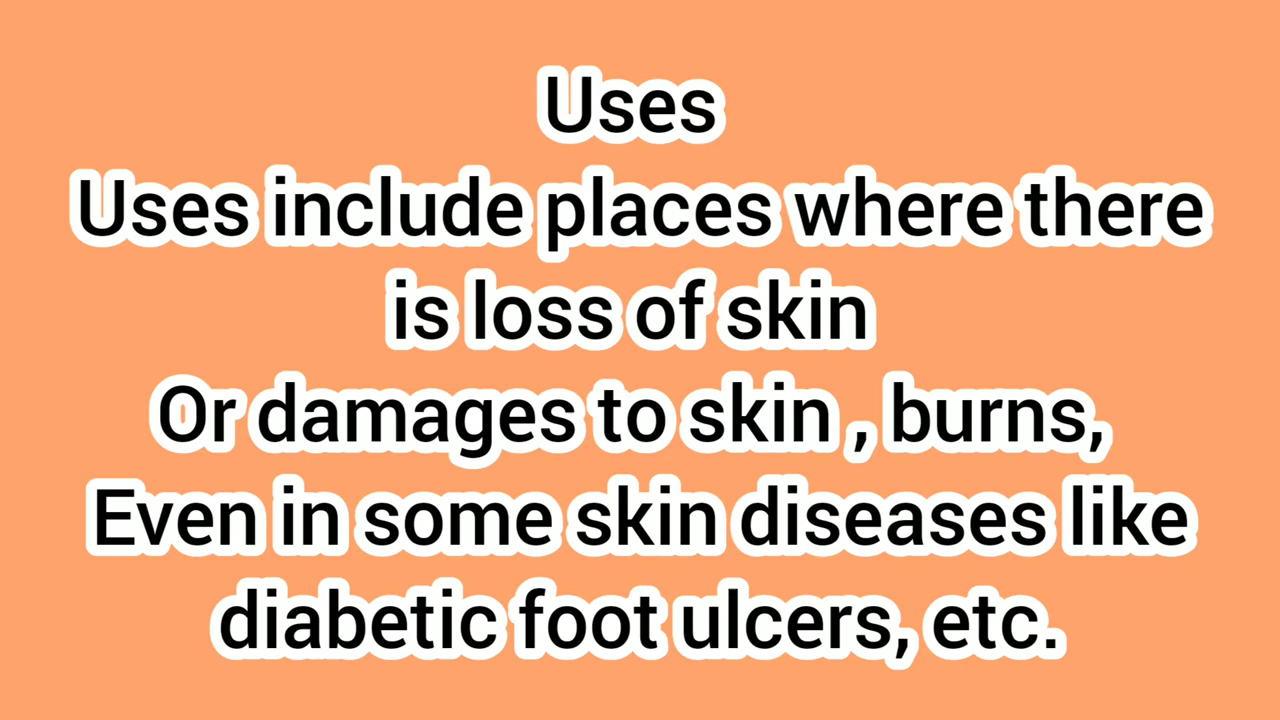 Uses
Uses include places where there
is loss of skin
Or damages to skin , burns,
Even in some skin diseases like
diabetic foot ulcers, etc.